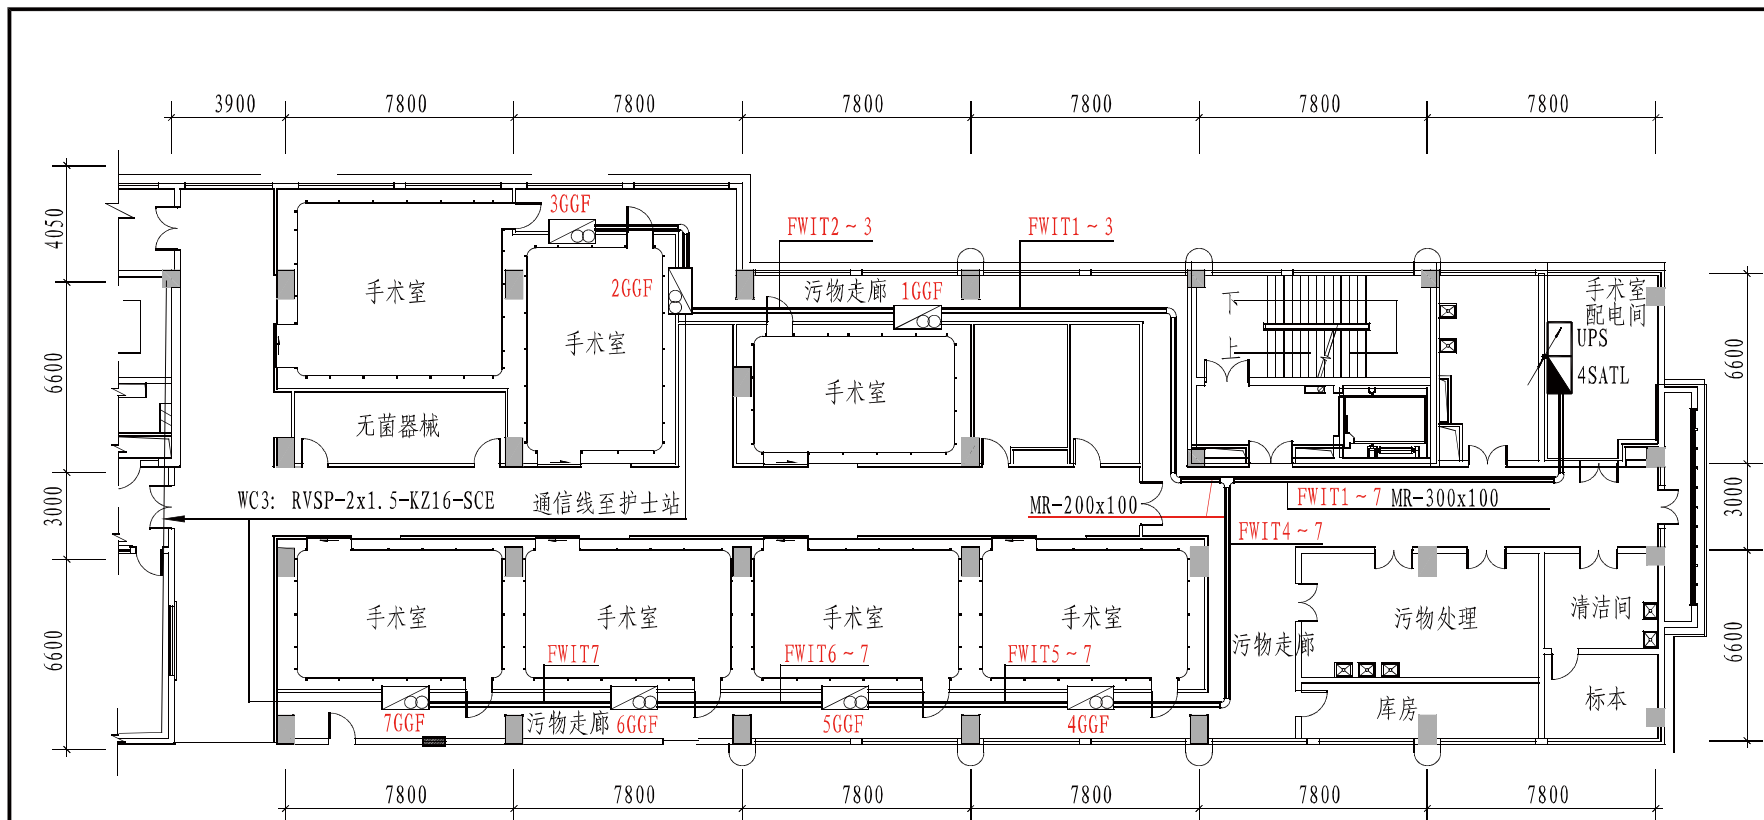 3900 7800 7800 7800 7800 7800 7800
4050
6600
3000
6600
3GGF
FWIT2～3
FWIT1～3
手术室
2GGF
污物走廊
1GGF
下
上
手术室
配电间
UPS
4SATL
手术室
手术室
无菌器械
6600
3000
6600
WC3: RVSP-2x1.5-KZ16-SCE
通信线至护士站
MR-200x100
FWIT1～7
MR-300x100
FWIT4～7
手术室
手术室
手术室
手术室
污物走廊
污物处理
清洁间
FWIT7
FWIT6～7
FWIT5～7
7GGF
污物走廊
6GGF
5GGF
4GGF
库房
标本
7800 7800 7800 7800 7800 7800